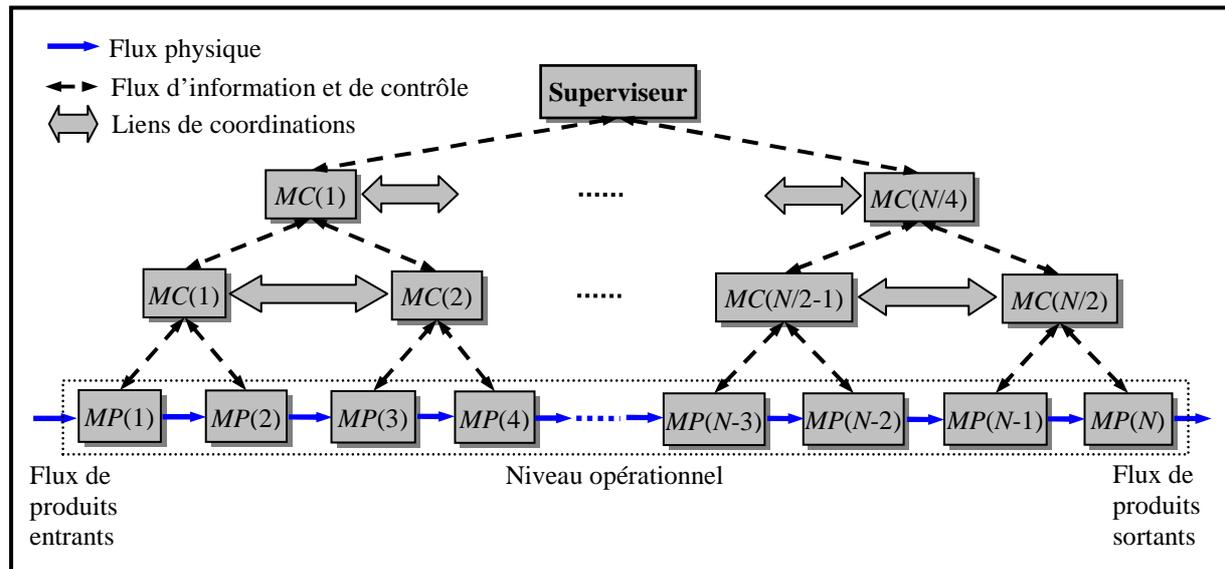 Flux physique
Flux d'information et de contrôle
Liens de coordinations
Superviseur
MC(1) ...... MC(N/4)
MC(1) MC(2) ...... MC(N/2-1) MC(N/2)
MP(1) MP(2) MP(3) MP(4) MP(N-3) MP(N-2) MP(N-1) MP(N)
Flux de produits entrants
Niveau opérationnel
Flux de produits sortants